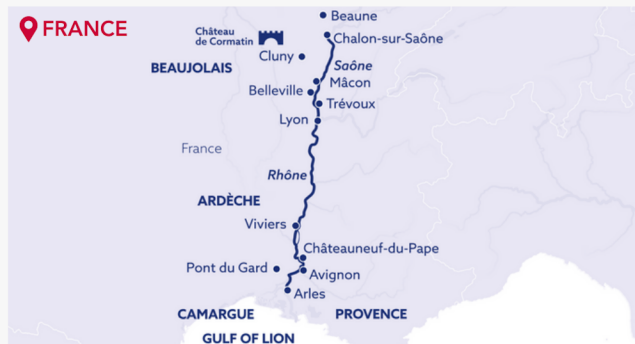 FRANCE
Beaune
Château
de Cormatin
Chalon-sur-Saône
Cluny
Saône
BEAUJOLAIS
Mâcon
Belleville
Trévoux
Lyon
France
Rhône
ARDÈCHE
Viviers
Châteauneuf-du-Pape
Pont du Gard
Avignon
Arles
CAMARGUE
PROVENCE
GULF OF LION